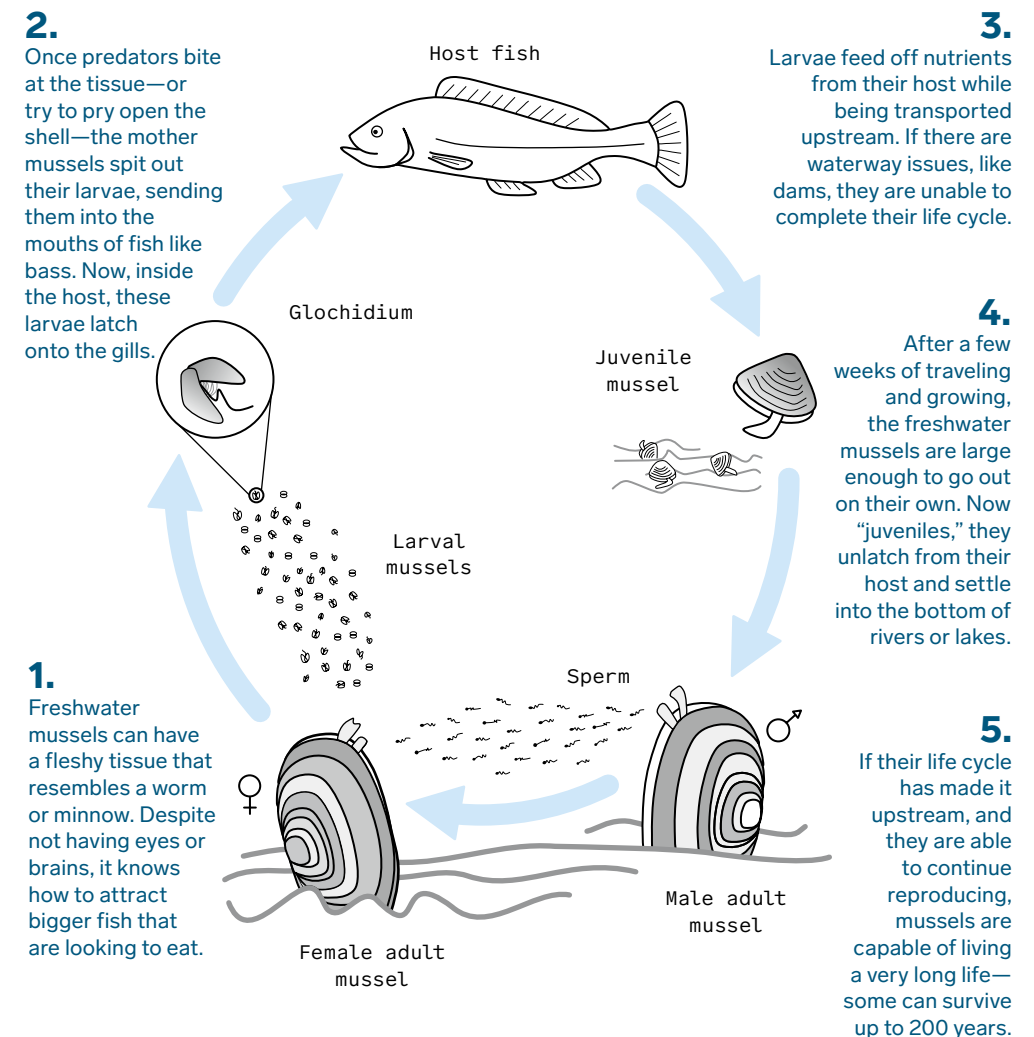 2.
Once predators bite
at the tissue—or
try to pry open the
shell—the mother
mussels spit out
their larvae, sending
them into the
mouths of fish like
bass. Now, inside
the host, these
larvae latch
onto the gills.
Host fish
3.
Larvae feed off nutrients
from their host while
being transported
upstream. If there are
waterway issues, like
dams, they are unable to
complete their life cycle.
Glochidium
Juvenile
mussel
4.
After a few
weeks of traveling
and growing,
the freshwater
mussels are large
enough to go out
on their own. Now
“juveniles,” they
unlatch from their
host and settle
into the bottom of
rivers or lakes.
Larval
mussels
1.
Freshwater
mussels can have
a fleshy tissue that
resembles a worm
or minnow. Despite
not having eyes or
brains, it knows
how to attract
bigger fish that
are looking to eat.
Sperm
5.
If their life cycle
has made it
upstream, and
they are able
to continue
reproducing,
mussels are
capable of living
a very long life—
some can survive
up to 200 years.
Male adult
mussel
Female adult
mussel